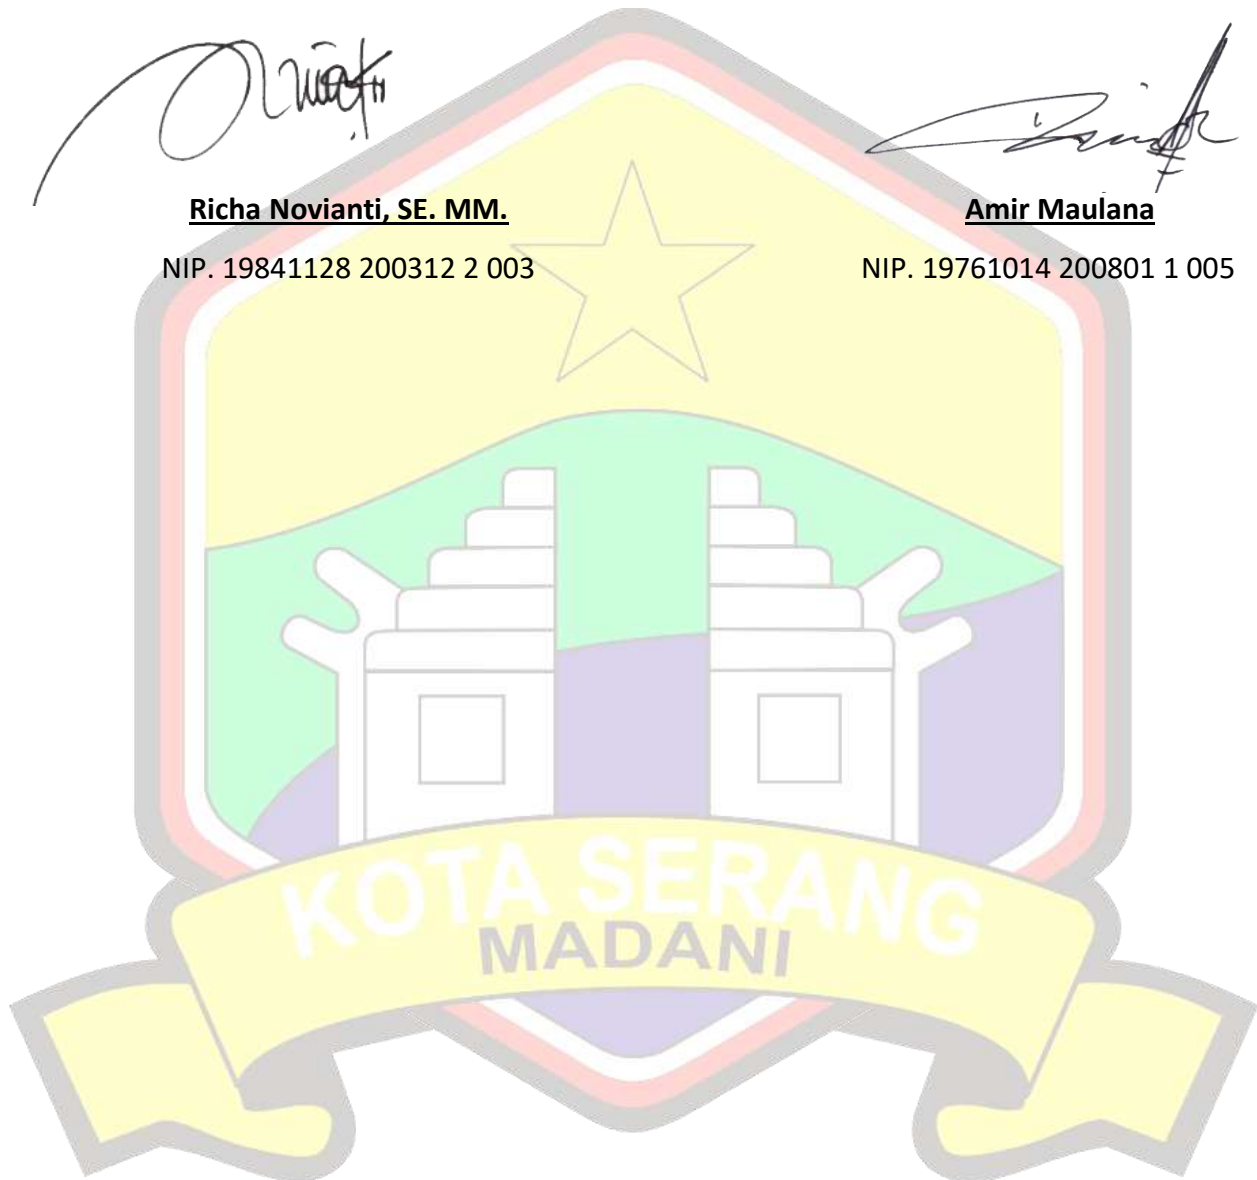 Richa Novianti, SE. MM.
NIP. 19841128 200312 2 003
Amir Maulana
NIP. 19761014 200801 1 005
KOTA SERANG
MADANI